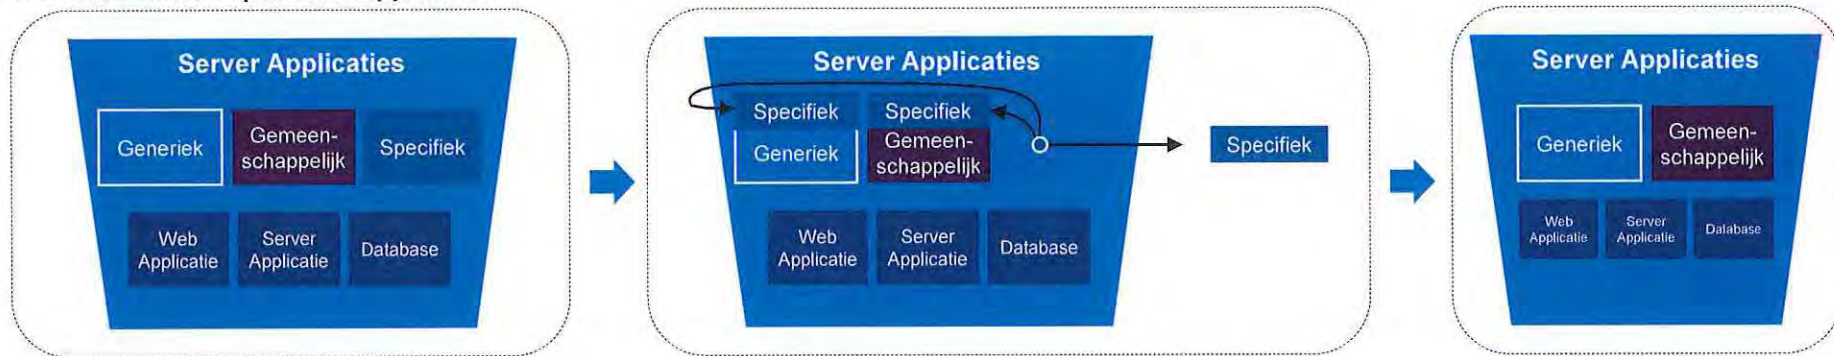 Server Applicaties
Generiek
Gemeen-
schappelijk
Specifiek
Web
Applicatie
Server
Applicatie
Database
Server Applicaties
Specifiek
Specifiek
Generiek
Gemeen-
schappelijk
Specifiek
Web
Applicatie
Server
Applicatie
Database
Server Applicaties
Generiek
Gemeen-
schappelijk
Web
Applicatie
Server
Applicatie
Database